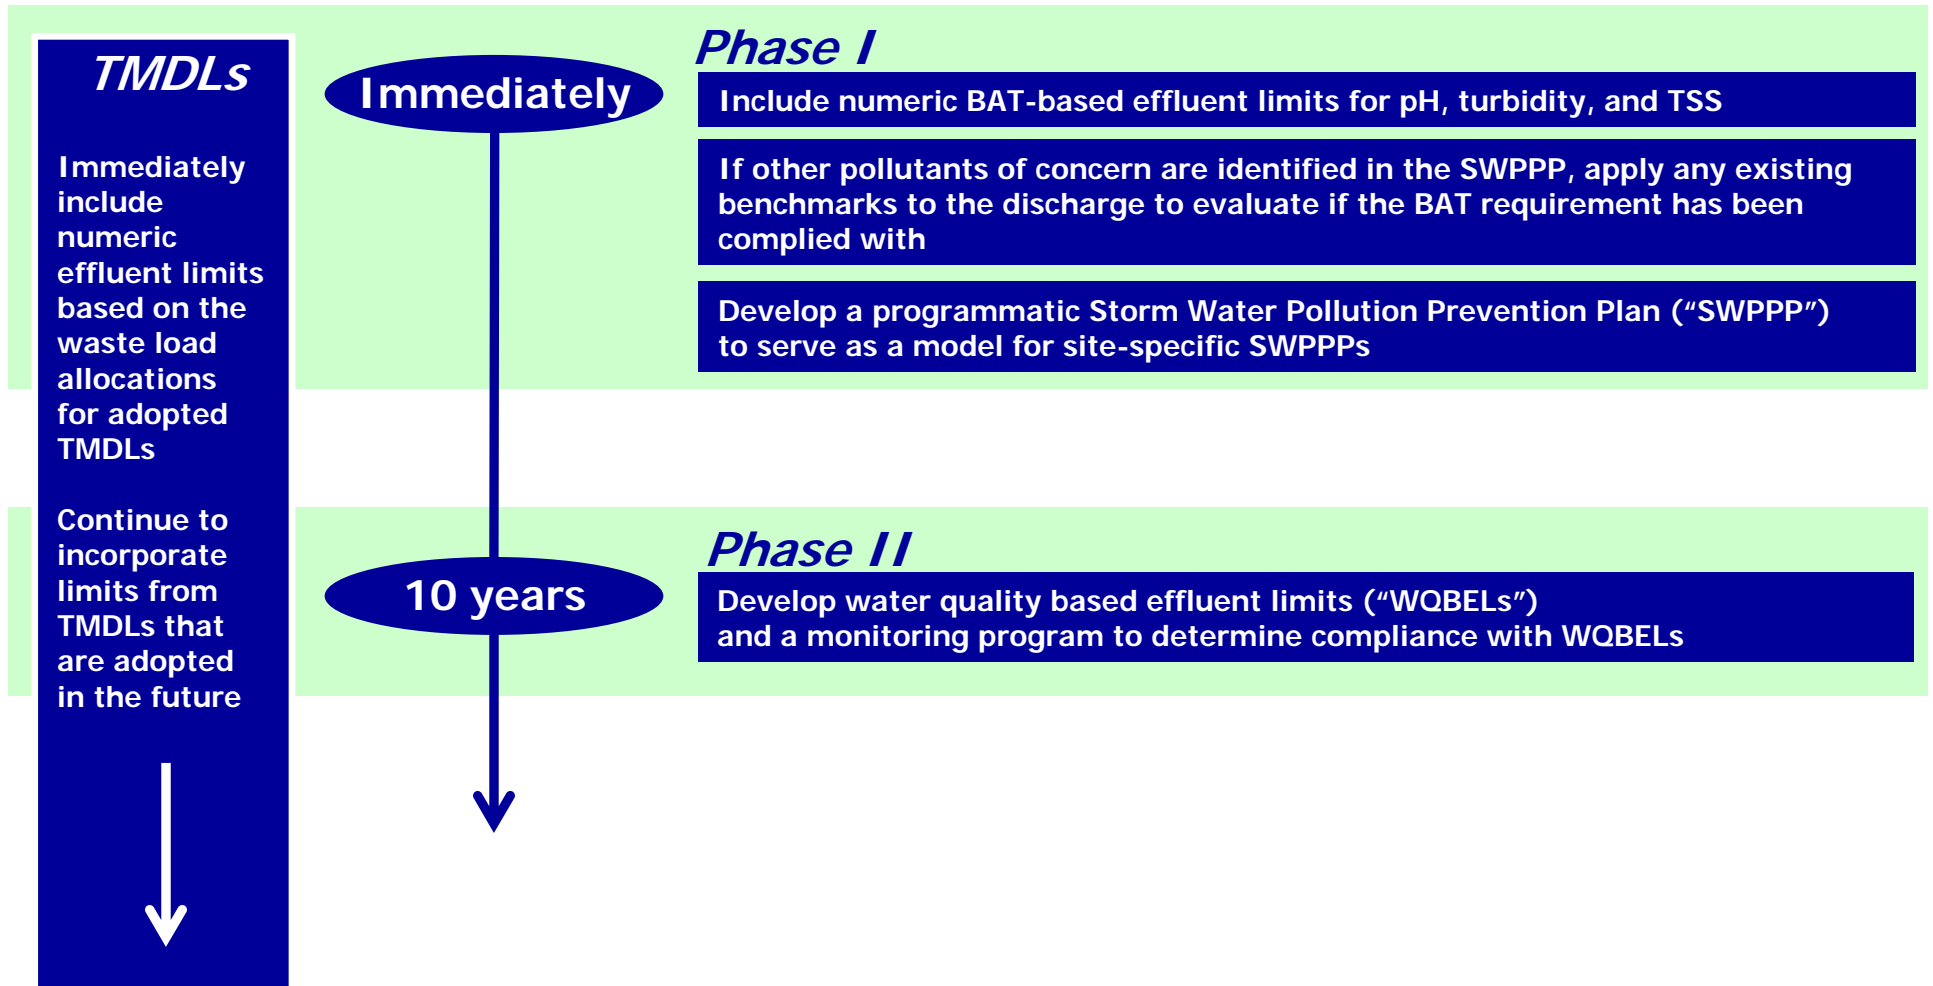 TMDLs
Immediately
include
numeric
effluent limits
based on the
waste load
allocations
for adopted
TMDLs
Continue to
incorporate
limits from
TMDLs that
are adopted
in the future
Immediately
Phase I
Include numeric BAT-based effluent limits for pH, turbidity, and TSS
If other pollutants of concern are identified in the SWPPP, apply any existing
benchmarks to the discharge to evaluate if the BAT requirement has been
complied with
Develop a programmatic Storm Water Pollution Prevention Plan (“SWPPP”)
to serve as a model for site-specific SWPPPs
10 years
Phase II
Develop water quality based effluent limits (“WQBELs”)
and a monitoring program to determine compliance with WQBELs